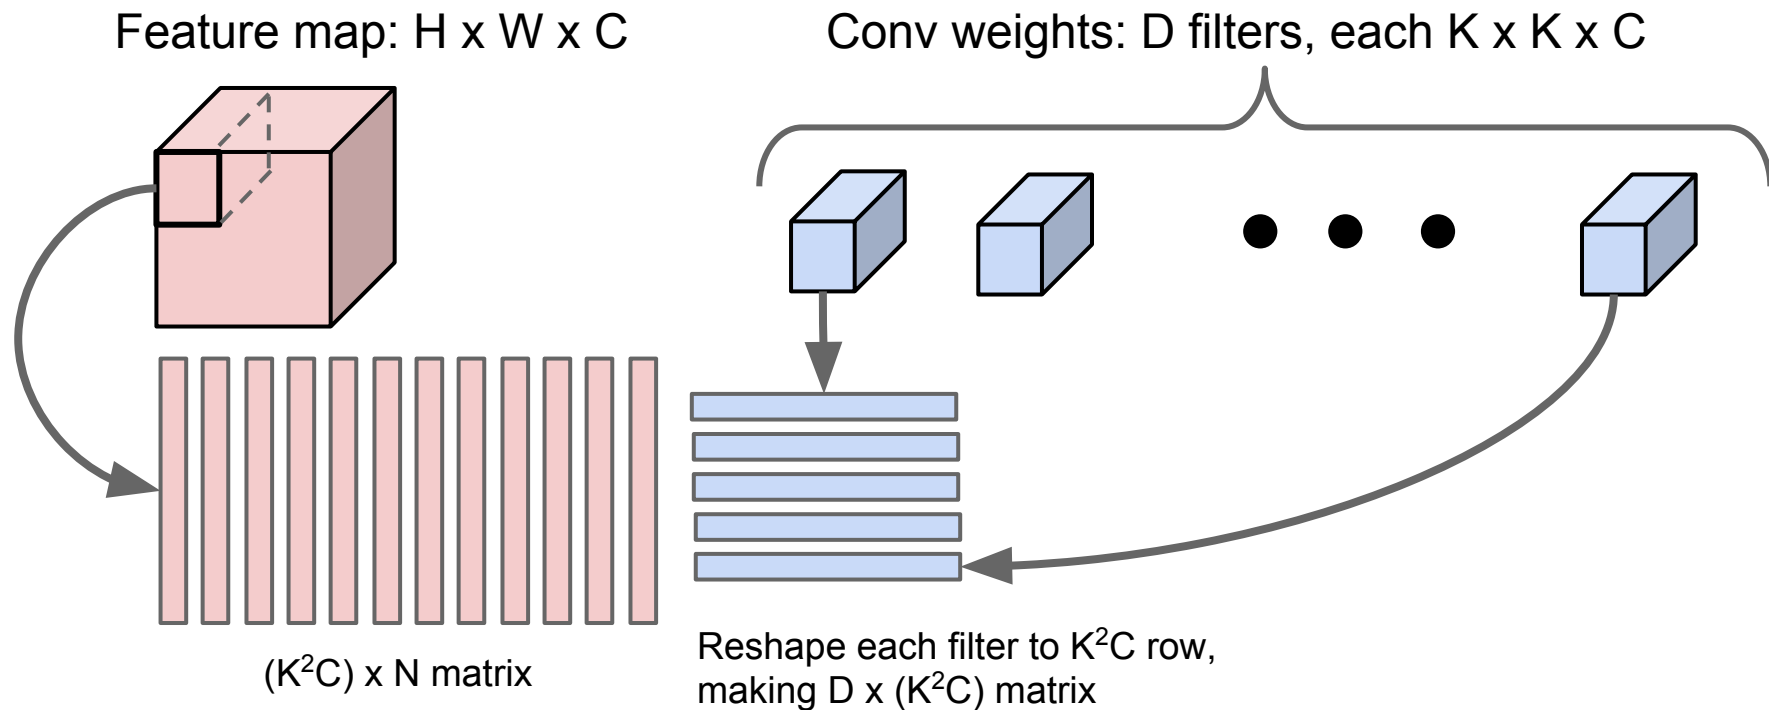 Feature map: H x W x C
Conv weights: D filters, each K x K x C
(K²C) x N matrix
Reshape each filter to K²C row,
making D x (K²C) matrix